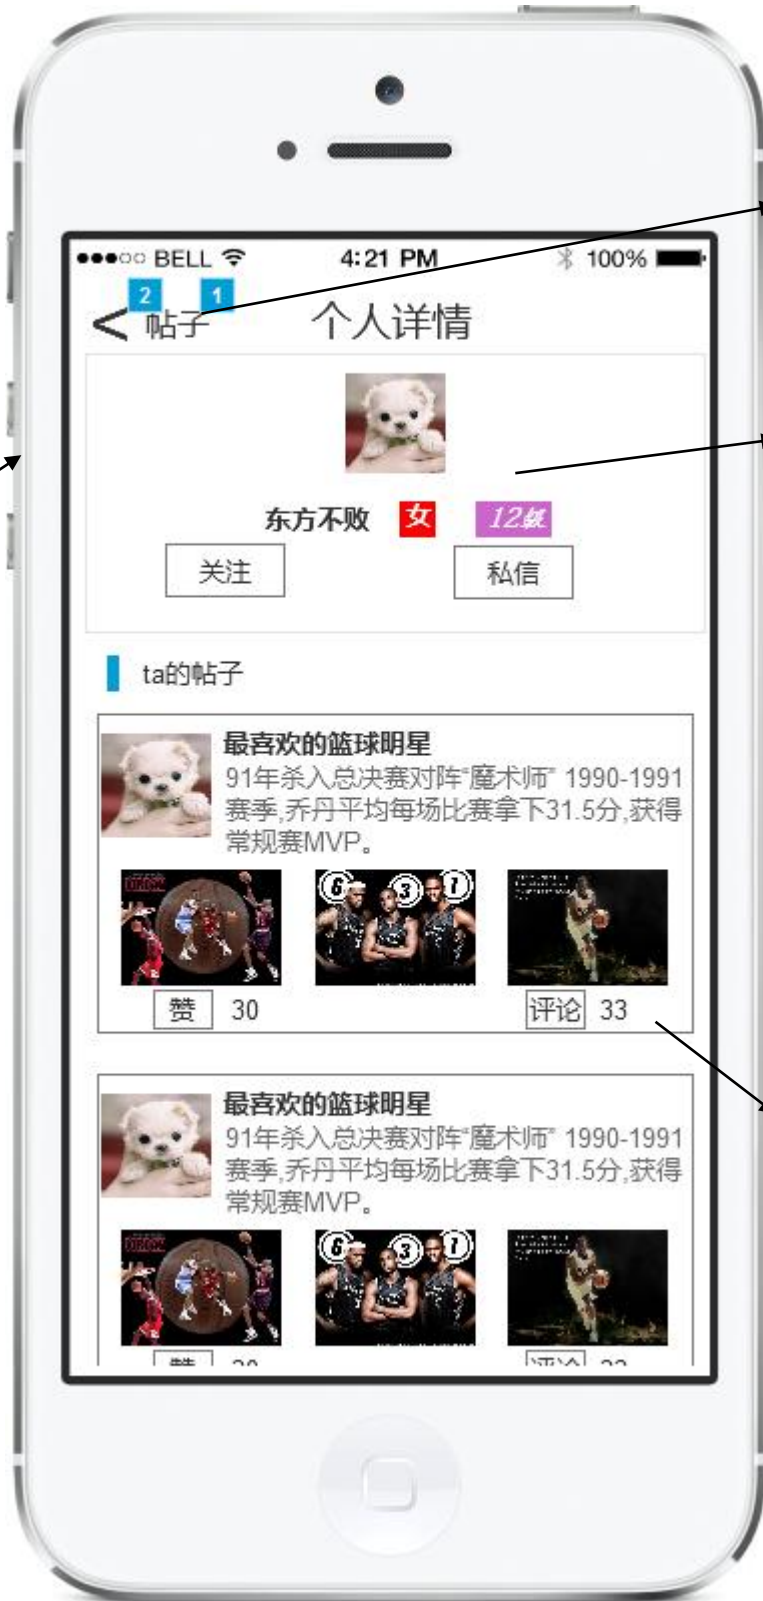 BELL 4:21 PM 100%
2 1
< 帖子 个人详情
东方不败 女 12级
关注 私信
ta的帖子
最喜欢的篮球明星
91年杀入总决赛对阵“魔术师” 1990-1991
赛季,乔丹平均每场比赛拿下31.5分,获得
常规赛MVP。
6 3 1
赞 30 评论 33
最喜欢的篮球明星
91年杀入总决赛对阵“魔术师” 1990-1991
赛季,乔丹平均每场比赛拿下31.5分,获得
常规赛MVP。
6 3 1